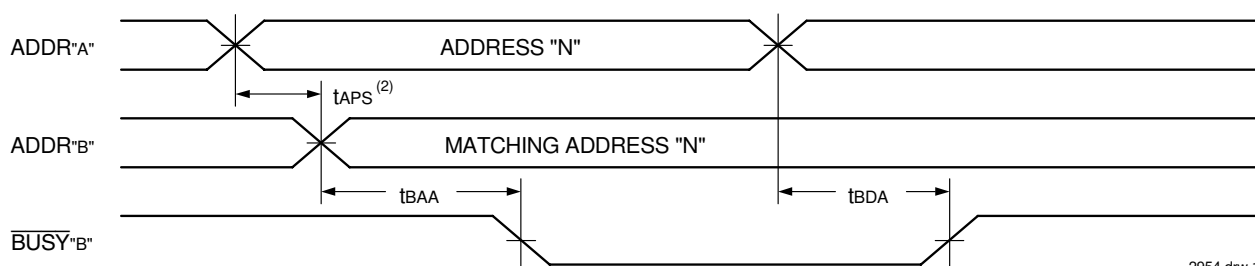 ADDR"A"
ADDRESS "N"
tAPS (2)
ADDR"B"
MATCHING ADDRESS "N"
tBAA
tBDA
BUSY"B"